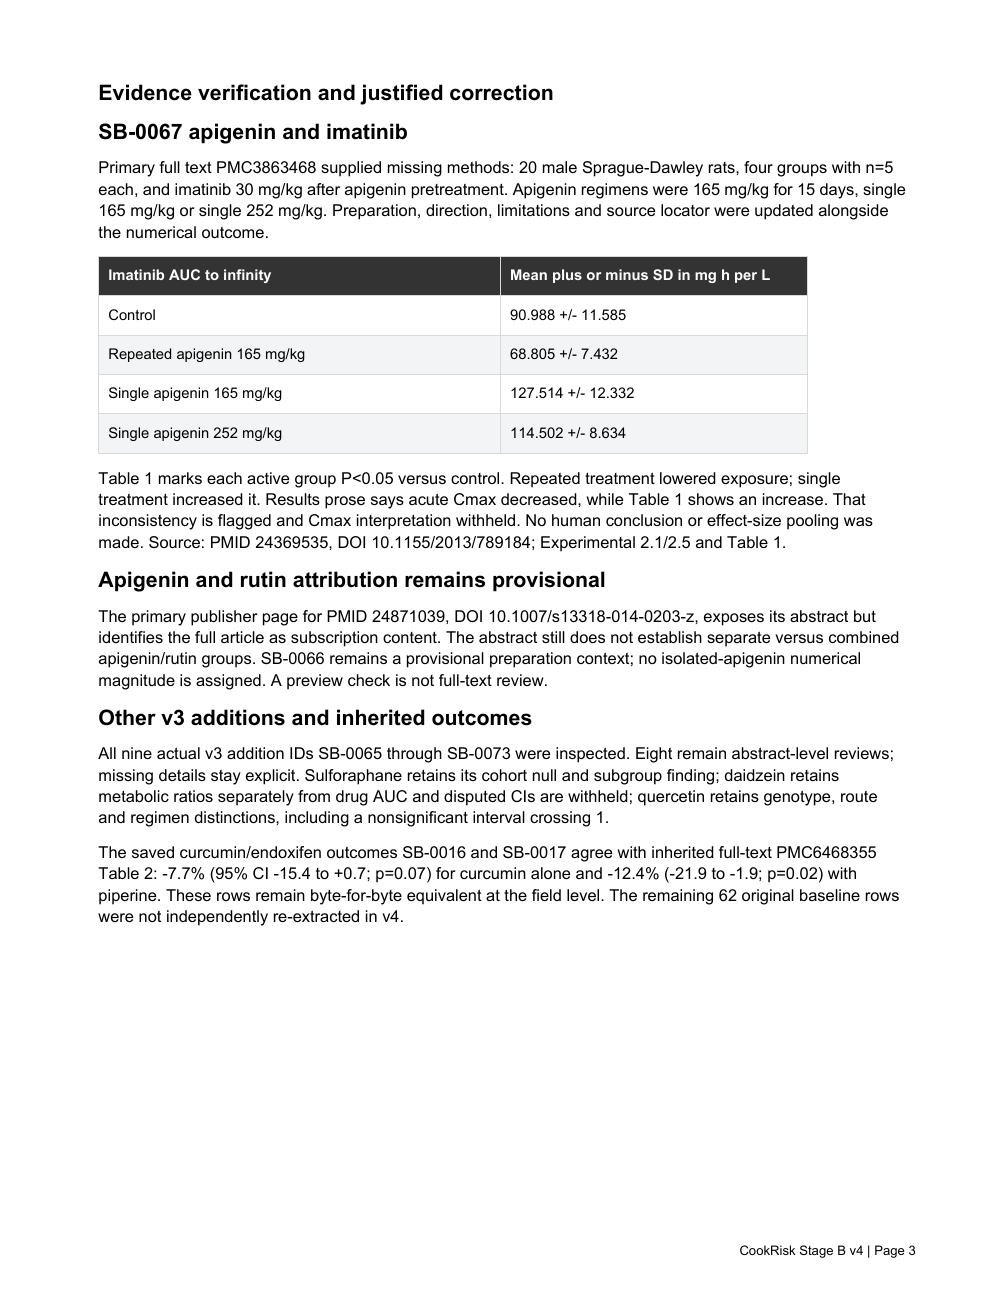 Evidence verification and justified correction
SB-0067 apigenin and imatinib
Primary full text PMC3863468 supplied missing methods: 20 male Sprague-Dawley rats, four groups with n=5
each, and imatinib 30 mg/kg after apigenin pretreatment. Apigenin regimens were 165 mg/kg for 15 days, single
165 mg/kg or single 252 mg/kg. Preparation, direction, limitations and source locator were updated alongside
the numerical outcome.
Imatinib AUC to infinity Mean plus or minus SD in mg h per L
Control 90.988 +/- 11.585
Repeated apigenin 165 mg/kg 68.805 +/- 7.432
Single apigenin 165 mg/kg 127.514 +/- 12.332
Single apigenin 252 mg/kg 114.502 +/- 8.634
Table 1 marks each active group P<0.05 versus control. Repeated treatment lowered exposure; single
treatment increased it. Results prose says acute Cmax decreased, while Table 1 shows an increase. That
inconsistency is flagged and Cmax interpretation withheld. No human conclusion or effect-size pooling was
made. Source: PMID 24369535, DOI 10.1155/2013/789184; Experimental 2.1/2.5 and Table 1.
Apigenin and rutin attribution remains provisional
The primary publisher page for PMID 24871039, DOI 10.1007/s13318-014-0203-z, exposes its abstract but
identifies the full article as subscription content. The abstract still does not establish separate versus combined
apigenin/rutin groups. SB-0066 remains a provisional preparation context; no isolated-apigenin numerical
magnitude is assigned. A preview check is not full-text review.
Other v3 additions and inherited outcomes
All nine actual v3 addition IDs SB-0065 through SB-0073 were inspected. Eight remain abstract-level reviews;
missing details stay explicit. Sulforaphane retains its cohort null and subgroup finding; daidzein retains
metabolic ratios separately from drug AUC and disputed CIs are withheld; quercetin retains genotype, route
and regimen distinctions, including a nonsignificant interval crossing 1.
The saved curcumin/endoxifen outcomes SB-0016 and SB-0017 agree with inherited full-text PMC6468355
Table 2: -7.7% (95% CI -15.4 to +0.7; p=0.07) for curcumin alone and -12.4% (-21.9 to -1.9; p=0.02) with
piperine. These rows remain byte-for-byte equivalent at the field level. The remaining 62 original baseline rows
were not independently re-extracted in v4.
CookRisk Stage B v4 | Page 3